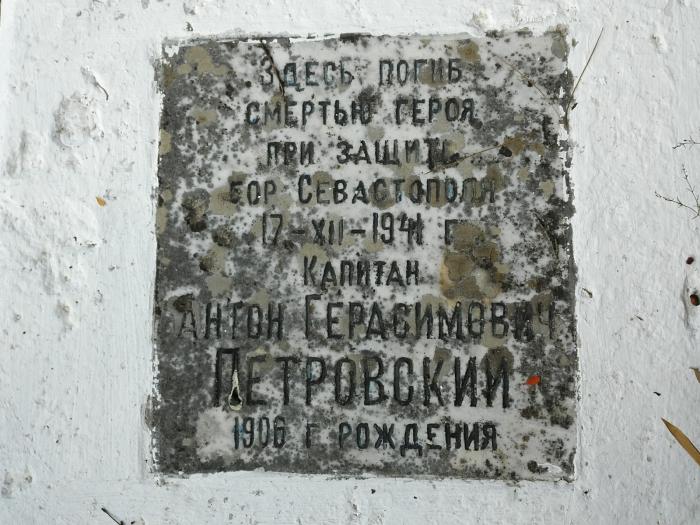 Здесь погиб
смертью героя
при защите
гор Севастополя
17-XII-1941 г
Капитан
Антон Герасимович
Петровский
1906 г рождения